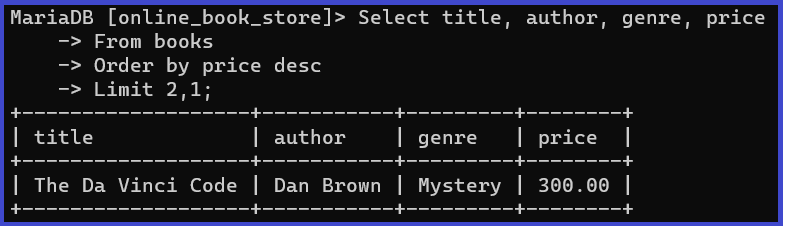 MariaDB [online_book_store]> Select title, author, genre, price
    -> From books
    -> Order by price desc
    -> Limit 2,1;
+-------------------+-----------+---------+--------+
| title             | author    | genre   | price  |
+-------------------+-----------+---------+--------+
| The Da Vinci Code | Dan Brown | Mystery | 300.00 |
+-------------------+-----------+---------+--------+